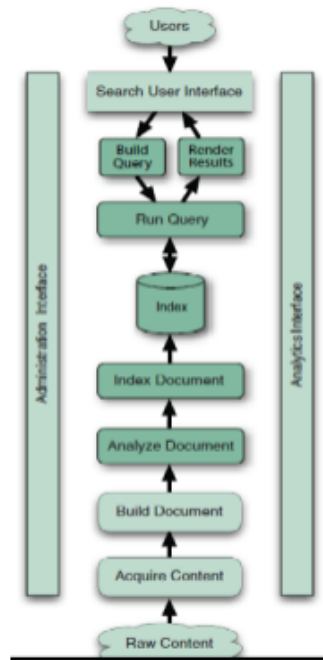 Users
Search User Interface
Build
Query
Render
Results
Run Query
Index
Administration Interface
Analytics Interface
Index Document
Analyze Document
Build Document
Acquire Content
Raw Content